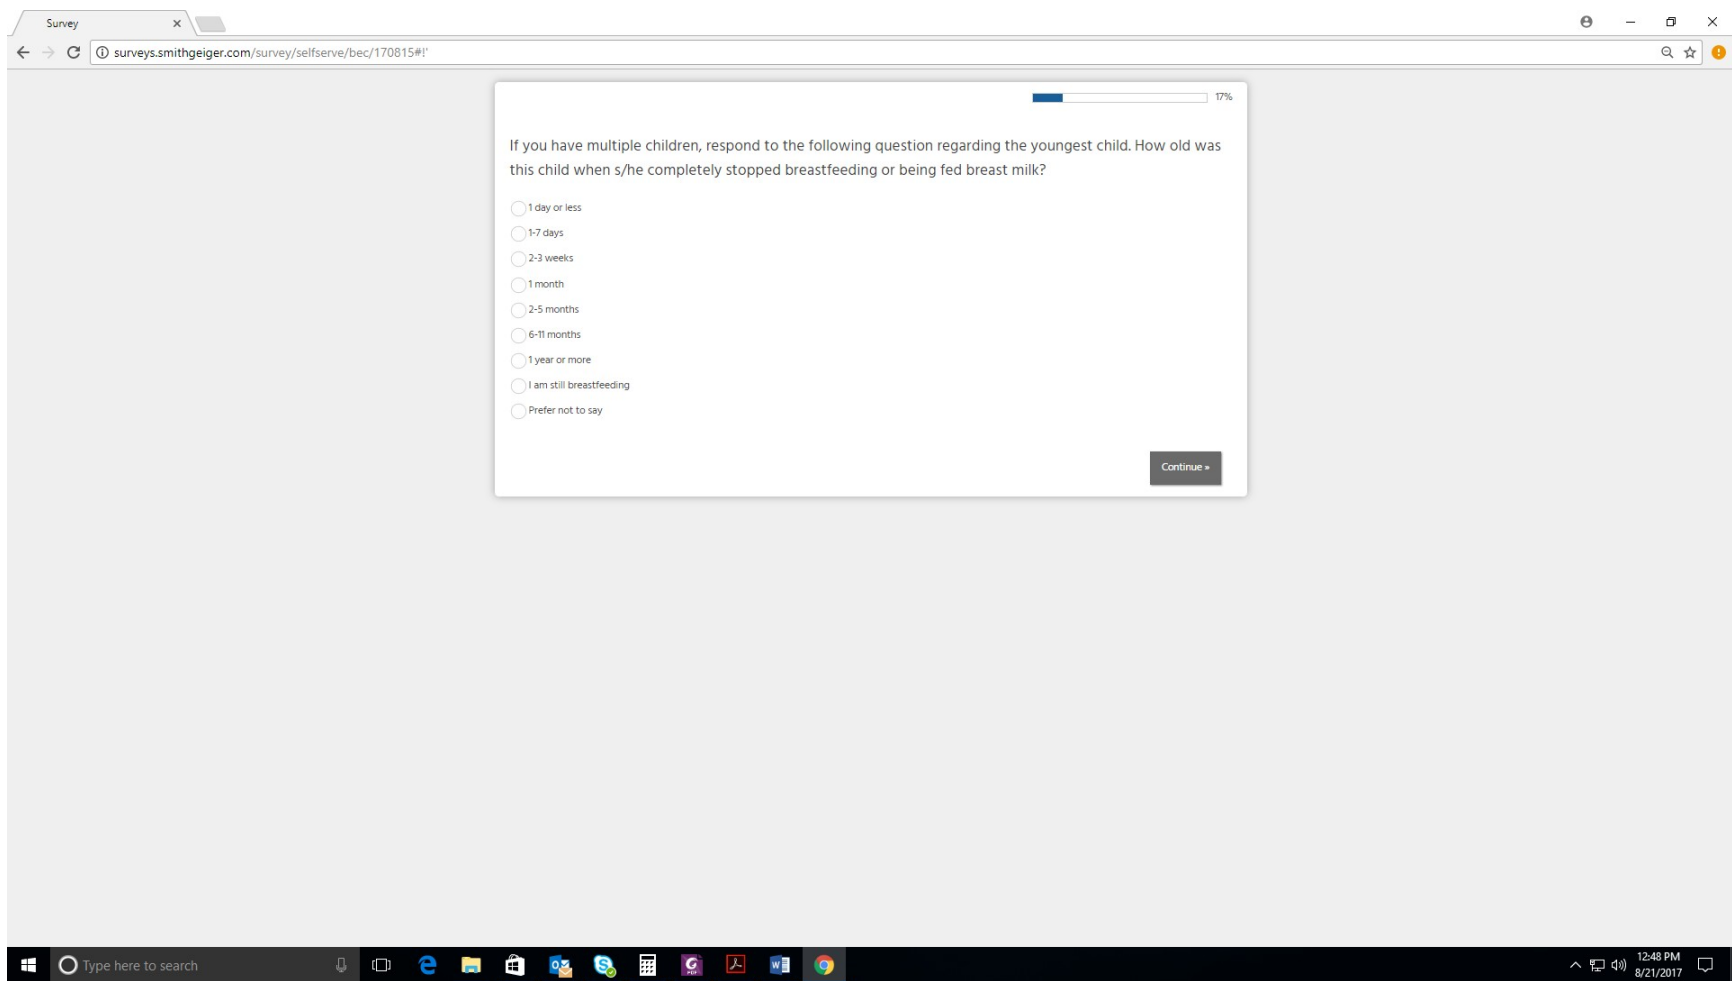 Survey
surveys.smithgeiger.com/survey/selfserve/bec/170815#!'
17%
If you have multiple children, respond to the following question regarding the youngest child. How old was
this child when s/he completely stopped breastfeeding or being fed breast milk?
1 day or less
1-7 days
2-3 weeks
1 month
2-5 months
6-11 months
1 year or more
I am still breastfeeding
Prefer not to say
Continue »
Type here to search
12:48 PM
8/21/2017